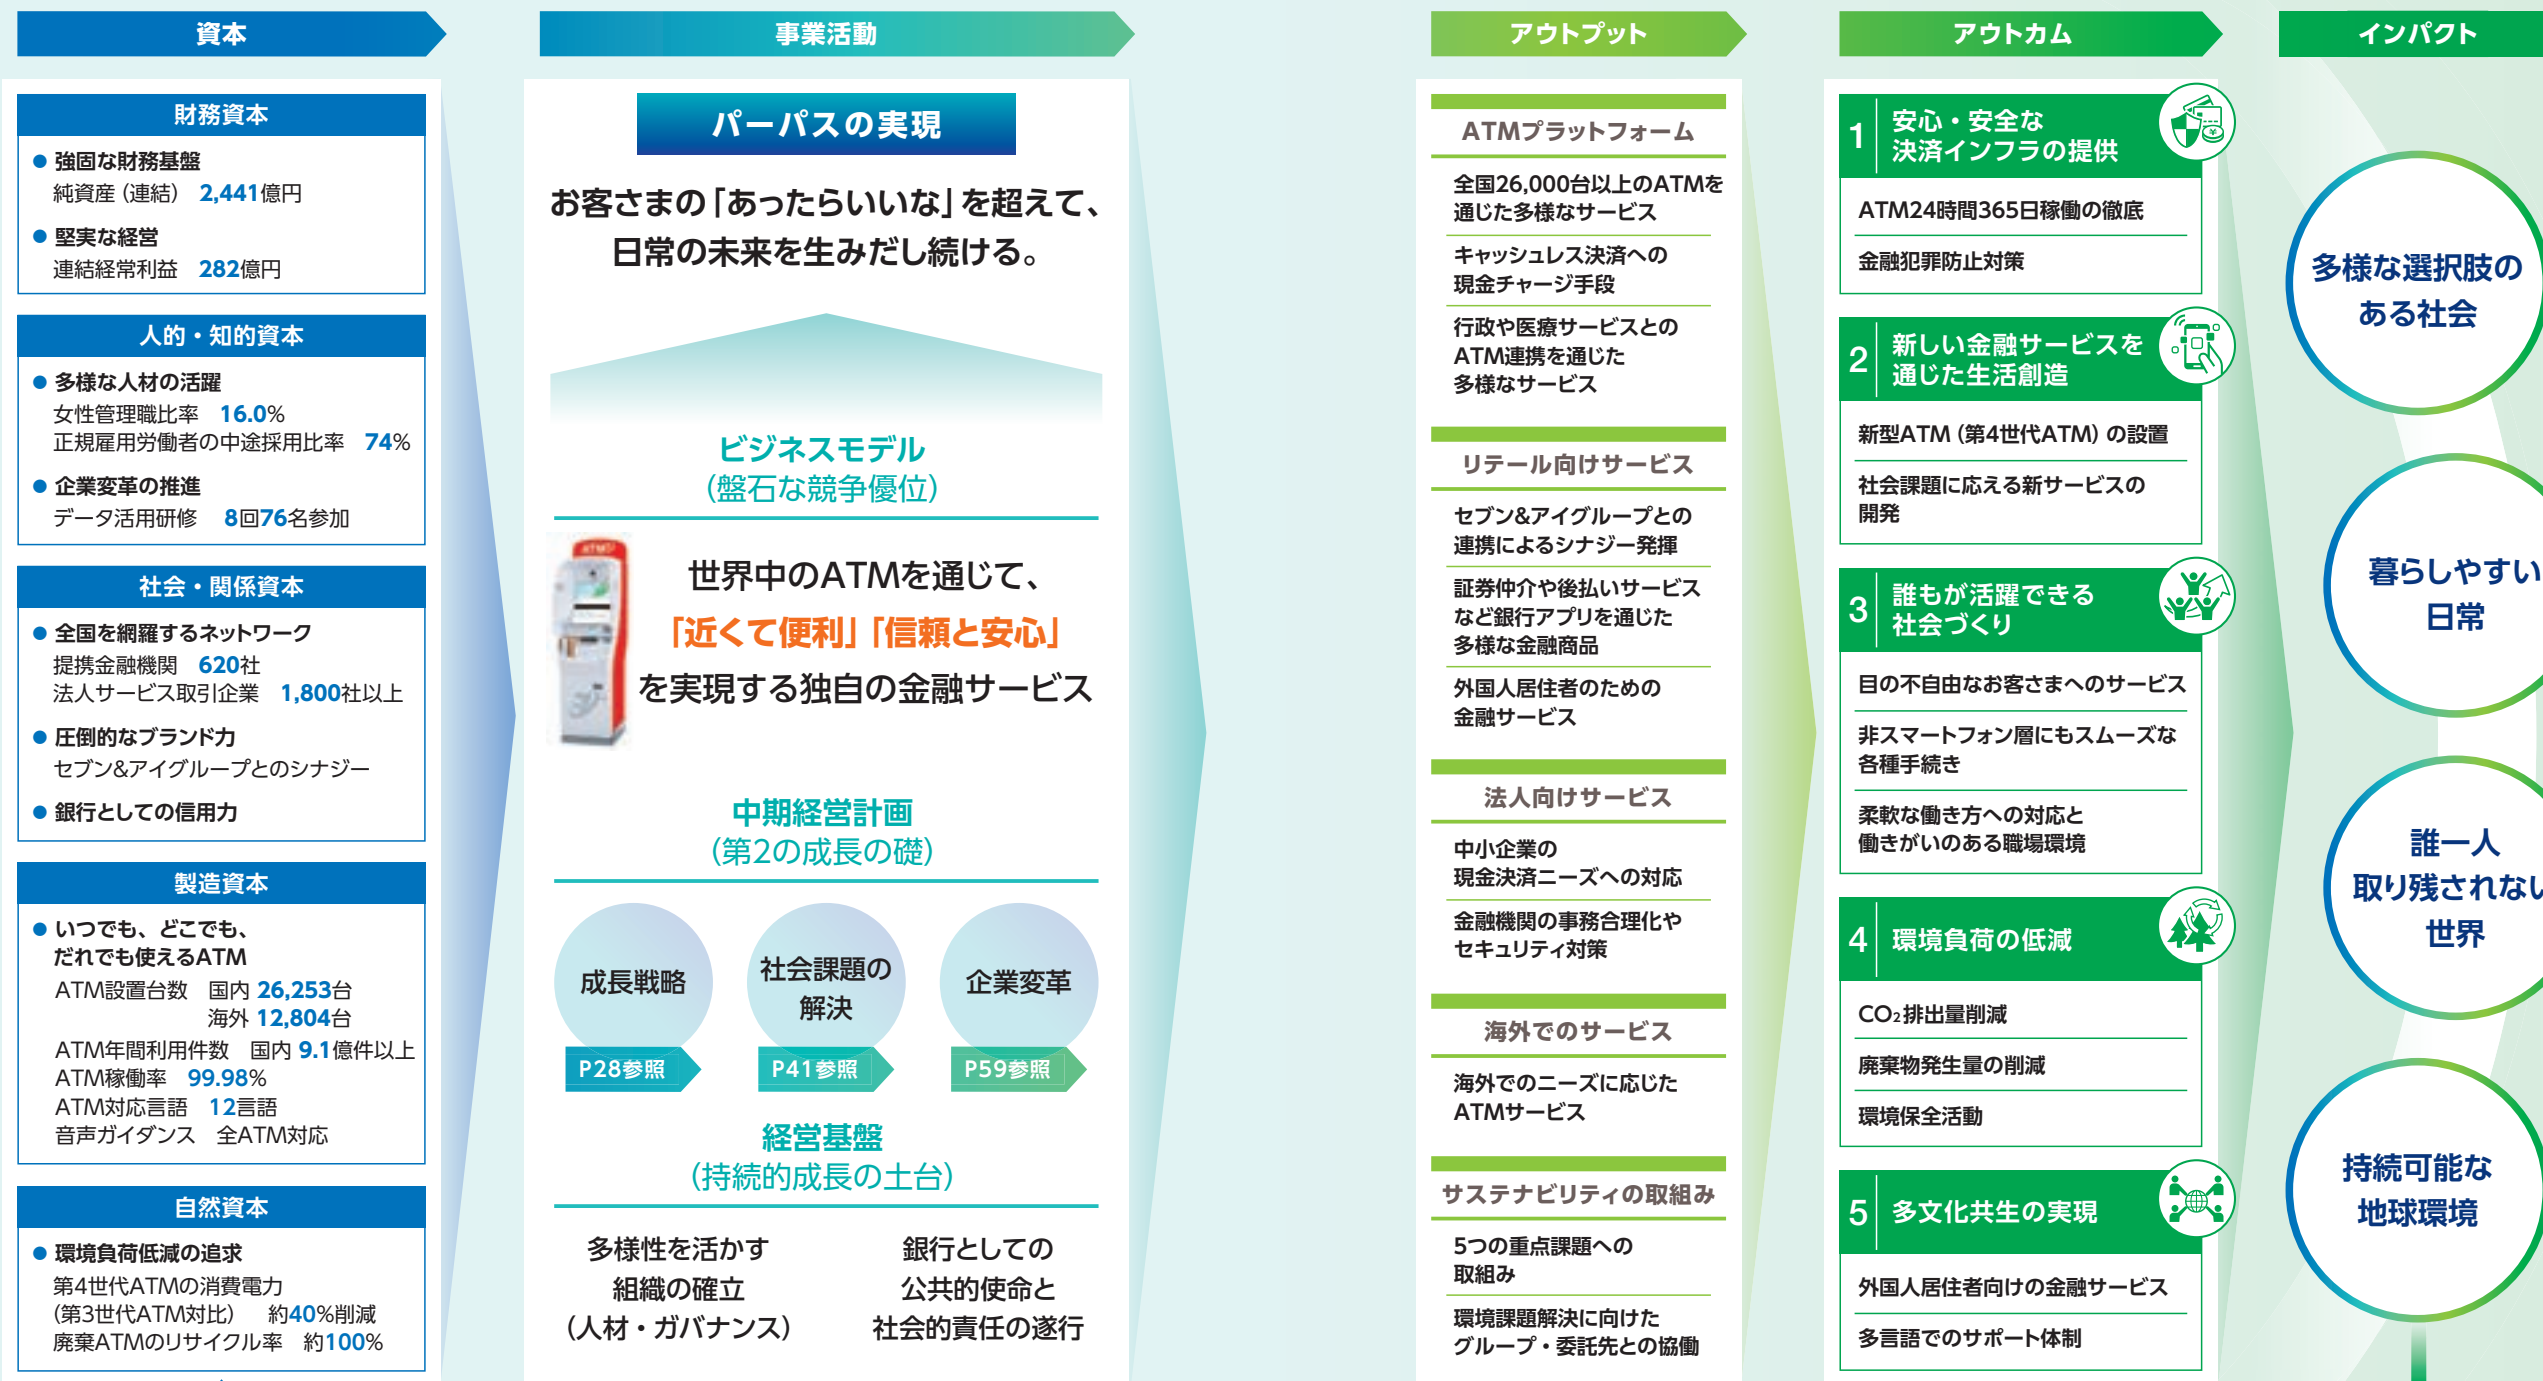 資本
財務資本
● 強固な財務基盤
純資産（連結） 2,441億円
● 堅実な経営
連結経常利益 282億円
人的・知的資本
● 多様な人材の活躍
女性管理職比率 16.0%
正規雇用労働者の中途採用比率 74%
● 企業変革の推進
データ活用研修 8回76名参加
社会・関係資本
● 全国を網羅するネットワーク
提携金融機関 620社
法人サービス取引企業 1,800社以上
● 圧倒的なブランド力
セブン&アイグループとのシナジー
● 銀行としての信用力
製造資本
● いつでも、どこでも、
だれでも使えるATM
ATM設置台数 国内 26,253台
海外 12,804台
ATM年間利用件数 国内 9.1億件以上
ATM稼働率 99.98%
ATM対応言語 12言語
音声ガイダンス 全ATM対応
自然資本
● 環境負荷低減の追求
第4世代ATMの消費電力
(第3世代ATM対比) 約40%削減
廃棄ATMのリサイクル率 約100%
事業活動
パーパスの実現
お客さまの「あったらいいな」を超えて、
日常の未来を生みだし続ける。
ビジネスモデル
（盤石な競争優位）
ATM
世界中のATMを通じて、
「近くて便利」「信頼と安心」
を実現する独自の金融サービス
中期経営計画
（第2の成長の礎）
成長戦略
P28参照
社会課題の
解決
P41参照
企業変革
P59参照
経営基盤
（持続的成長の土台）
多様性を活かす
組織の確立
（人材・ガバナンス）
銀行としての
公共的使命と
社会的責任の遂行
アウトプット
ATMプラットフォーム
全国26,000台以上のATMを
通じた多様なサービス
キャッシュレス決済への
現金チャージ手段
行政や医療サービスとの
ATM連携を通じた
多様なサービス
リテール向けサービス
セブン&アイグループとの
連携によるシナジー発揮
証券仲介や後払いサービス
など銀行アプリを通じた
多様な金融商品
外国人居住者のための
金融サービス
法人向けサービス
中小企業の
現金決済ニーズへの対応
金融機関の事務合理化や
セキュリティ対策
海外でのサービス
海外でのニーズに応じた
ATMサービス
サステナビリティの取組み
5つの重点課題への
取組み
環境課題解決に向けた
グループ・委託先との協働
アウトカム
1 安心・安全な
決済インフラの提供
ATM24時間365日稼働の徹底
金融犯罪防止対策
2 新しい金融サービスを
通じた生活創造
新型ATM（第4世代ATM）の設置
社会課題に応える新サービスの
開発
3 誰もが活躍できる
社会づくり
目の不自由なお客さまへのサービス
非スマートフォン層にもスムーズな
各種手続き
柔軟な働き方への対応と
働きがいのある職場環境
4 環境負荷の低減
CO₂排出量削減
廃棄物発生量の削減
環境保全活動
5 多文化共生の実現
外国人居住者向けの金融サービス
多言語でのサポート体制
インパクト
多様な選択肢の
ある社会
暮らしやすい
日常
誰一人
取り残されない
世界
持続可能な
地球環境